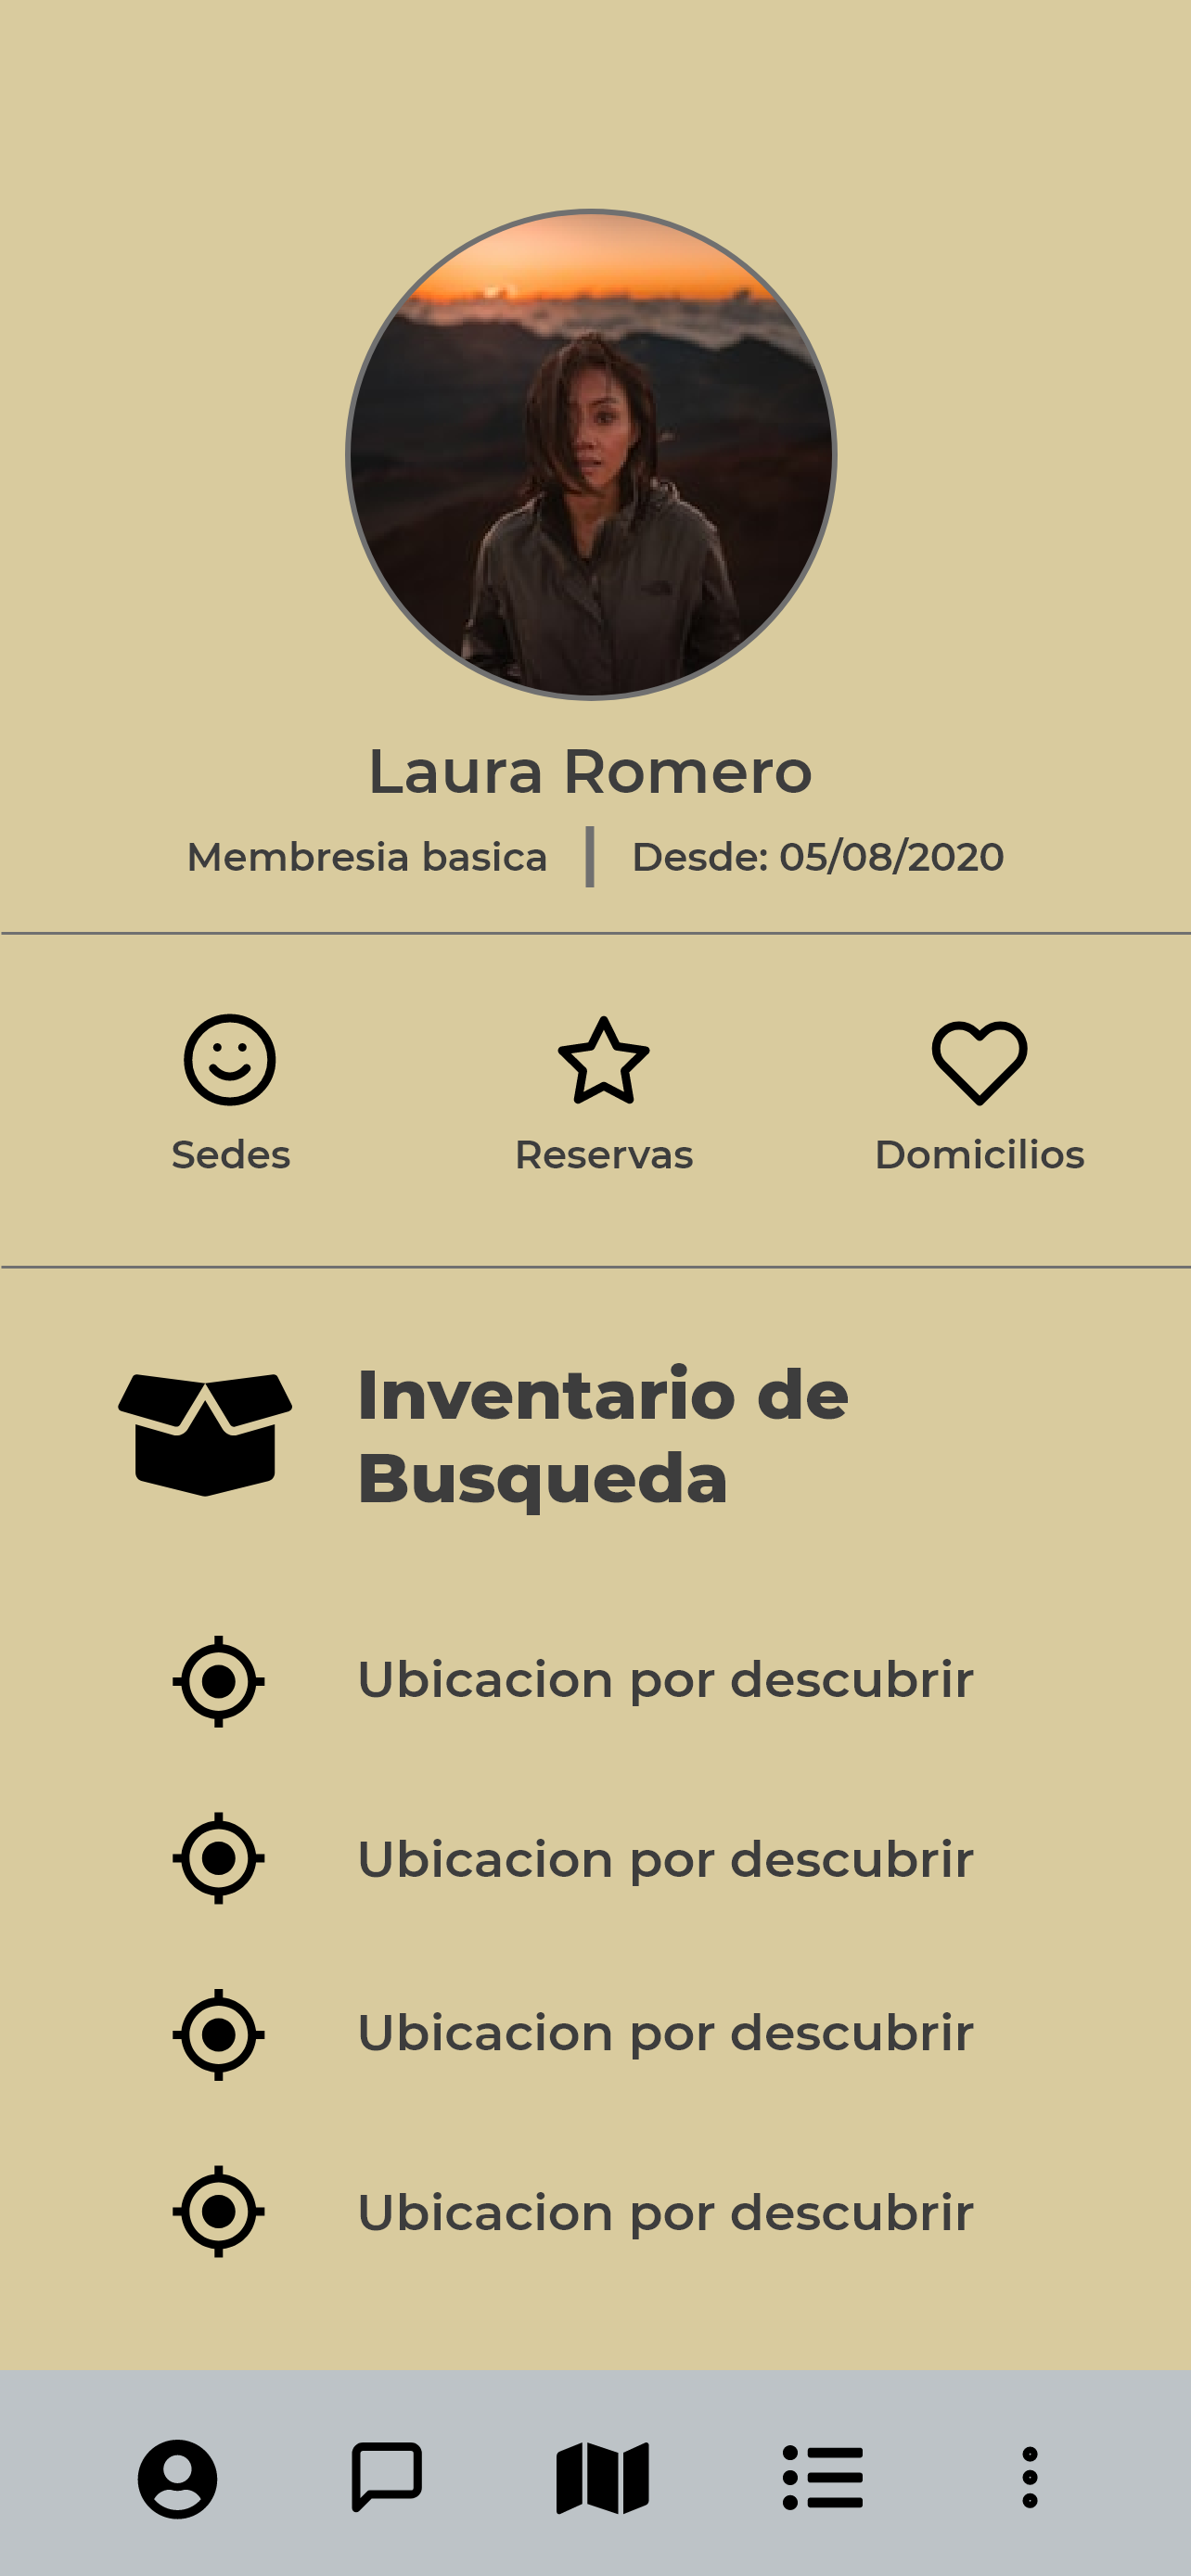 Laura Romero
Membresia basica
Desde: 05/08/2020
Sedes
Reservas
Domicilios
Inventario de
Busqueda
Ubicacion por descubrir
Ubicacion por descubrir
Ubicacion por descubrir
Ubicacion por descubrir